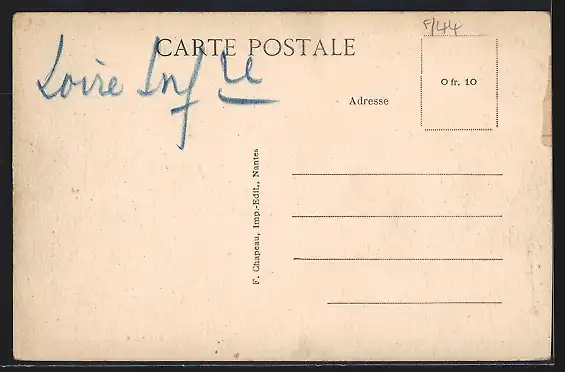 F/44
CARTE POSTALE
Loire Infre
0 fr. 10
Adresse
F. Chapeau, Imp.-Edit., Nantes